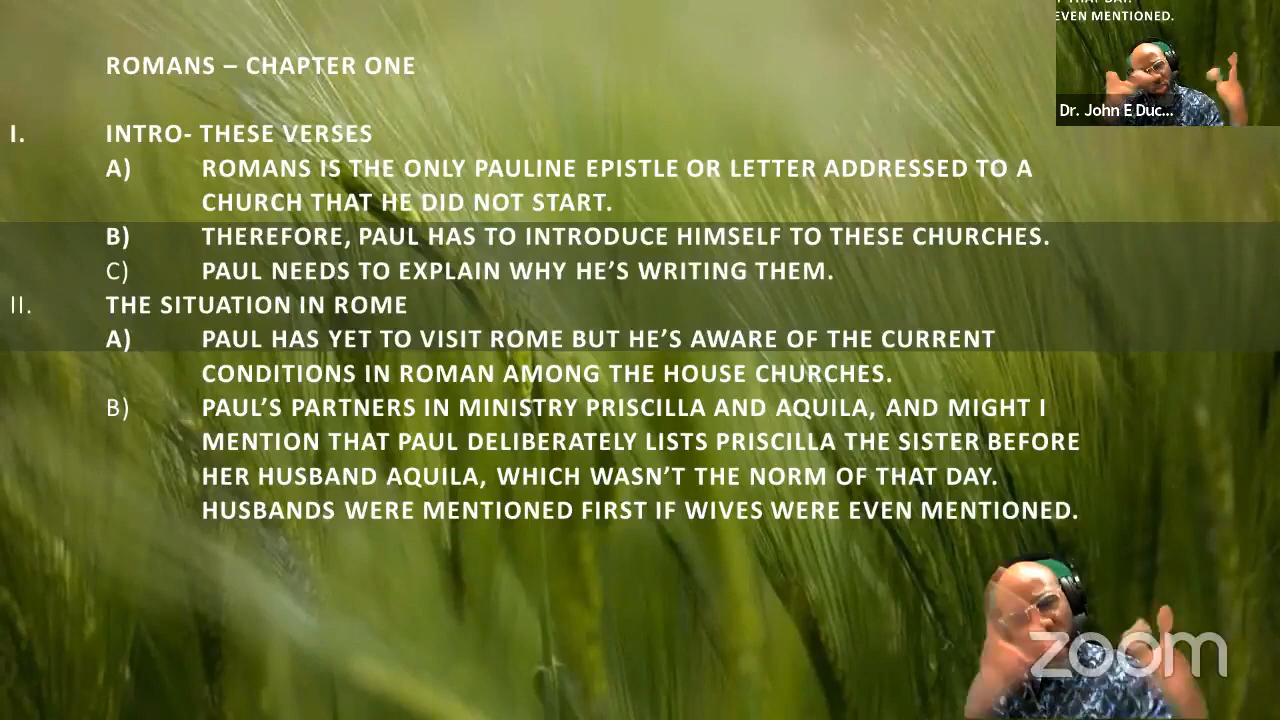 EVEN MENTIONED.
ROMANS – CHAPTER ONE
Dr. John E Duc...
I. INTRO- THESE VERSES
A) ROMANS IS THE ONLY PAULINE EPISTLE OR LETTER ADDRESSED TO A
CHURCH THAT HE DID NOT START.
B) THEREFORE, PAUL HAS TO INTRODUCE HIMSELF TO THESE CHURCHES.
C) PAUL NEEDS TO EXPLAIN WHY HE’S WRITING THEM.
II. THE SITUATION IN ROME
A) PAUL HAS YET TO VISIT ROME BUT HE’S AWARE OF THE CURRENT
CONDITIONS IN ROMAN AMONG THE HOUSE CHURCHES.
B) PAUL’S PARTNERS IN MINISTRY PRISCILLA AND AQUILA, AND MIGHT I
MENTION THAT PAUL DELIBERATELY LISTS PRISCILLA THE SISTER BEFORE
HER HUSBAND AQUILA, WHICH WASN’T THE NORM OF THAT DAY.
HUSBANDS WERE MENTIONED FIRST IF WIVES WERE EVEN MENTIONED.
zoom